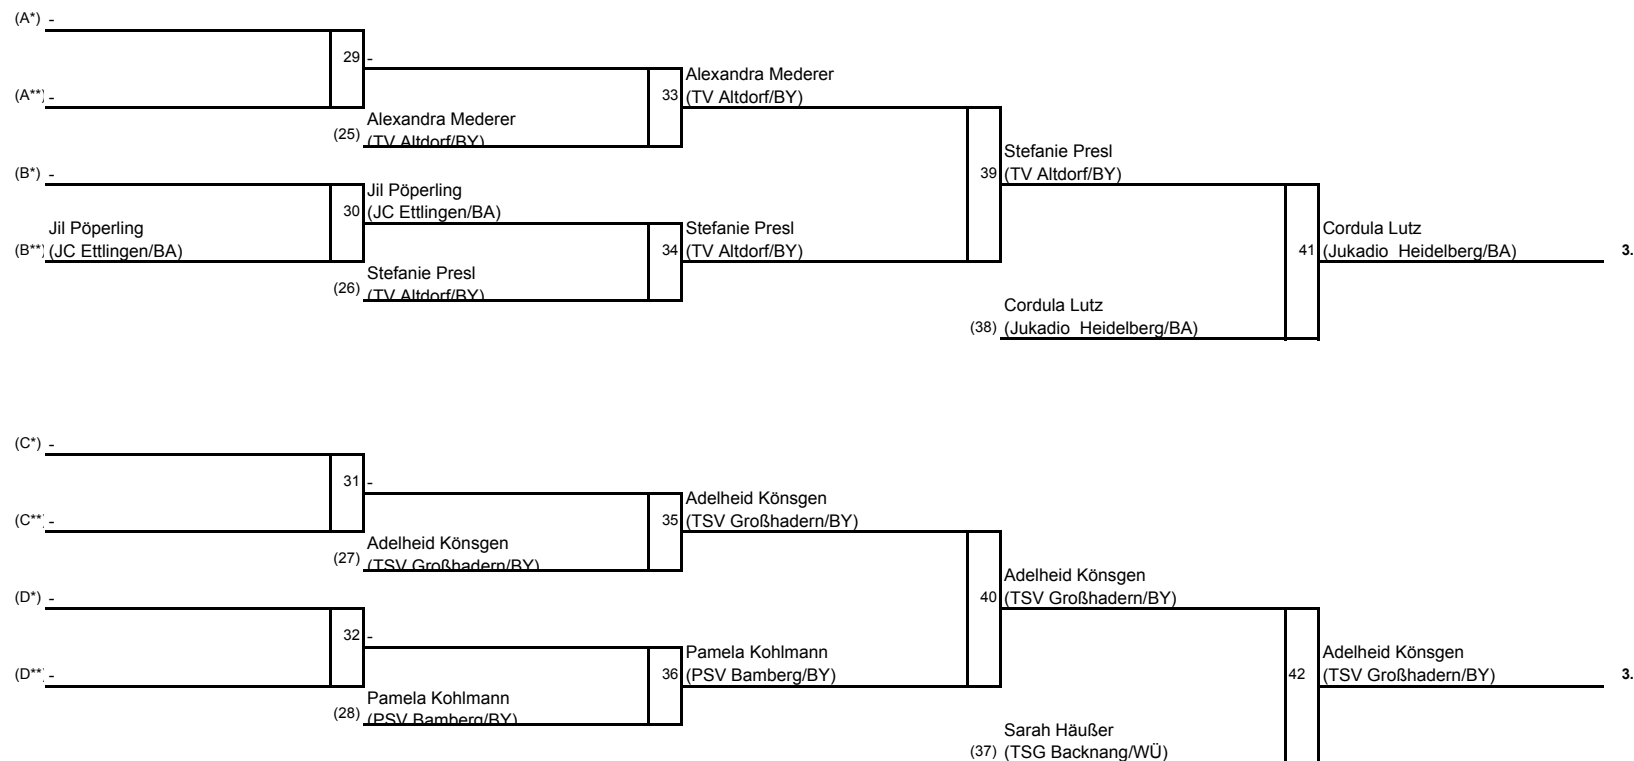 (A*) -
29 -
Alexandra Mederer
(A**) -
33 (TV Altdorf/BY)
Alexandra Mederer
(25) (TV Altdorf/BY)
Stefanie Presl
(B*) -
39 (TV Altdorf/BY)
Jil Pöperling
30 (JC Ettlingen/BA)
Jil Pöperling
Stefanie Presl
Cordula Lutz
(B**) (JC Ettlingen/BA)
34 (TV Altdorf/BY)
41 (Jukadio Heidelberg/BA) 3.
Stefanie Presl
(26) (TV Altdorf/BY)
Cordula Lutz
(38) (Jukadio Heidelberg/BA)
(C*) -
31 -
Adelheid Könsgen
(C** -
35 (TSV Großhadern/BY)
Adelheid Könsgen
(27) (TSV Großhadern/BY)
Adelheid Könsgen
(D*) -
40 (TSV Großhadern/BY)
32 -
Pamela Kohlmann
Adelheid Könsgen
(D** -
36 (PSV Bamberg/BY)
42 (TSV Großhadern/BY) 3.
Pamela Kohlmann
(28) (PSV Bamberg/BY)
Sarah Häußer
(37) (TSG Backnang/WÜ)